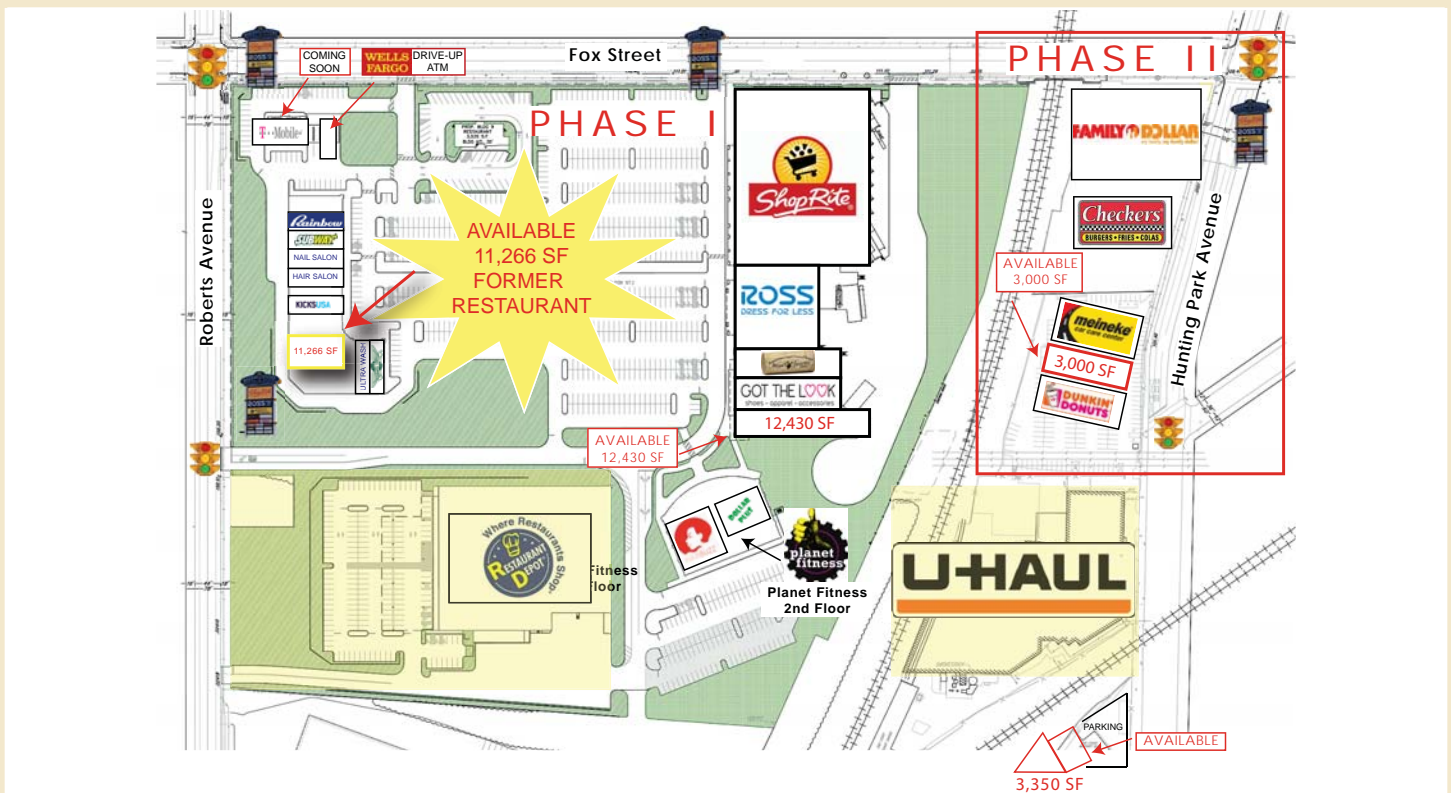 Fox Street
COMING
SOON
WELLS
FARGO
DRIVE-UP
ATM
PHASE II
PHASE I
T··Mobile
FAMILY DOLLAR
ShopRite
Checkers
BURGERS • FRIES • COLAS
Roberts Avenue
Rainbow
SUBWAY
NAIL SALON
HAIR SALON
KICKSUSA
11,266 SF
ULTRA WASH
AVAILABLE
11,266 SF
FORMER
RESTAURANT
ROSS
DRESS FOR LESS
GOT THE LOOK
shoes - apparel - accessories
12,430 SF
AVAILABLE
12,430 SF
AVAILABLE
3,000 SF
meineke
car care center
3,000 SF
DUNKIN'
DONUTS
Hunting Park Avenue
Where Restaurants Shop
RESTAURANT
DEPOT
Fitness
floor
DOLLAR
planet
fitness
Planet Fitness
2nd Floor
U-HAUL
PARKING
AVAILABLE
3,350 SF